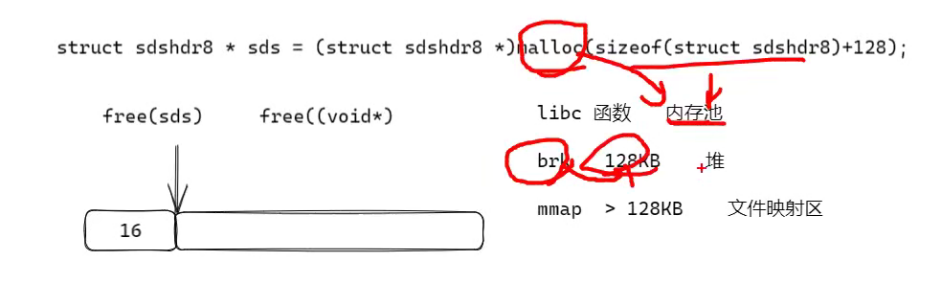 struct sdshdr8 * sds = (struct sdshdr8 *)malloc(sizeof(struct sdshdr8)+128);
free(sds) free((void*)
libc 函数 内存池
brk 128KB 堆
mmap > 128KB 文件映射区
16